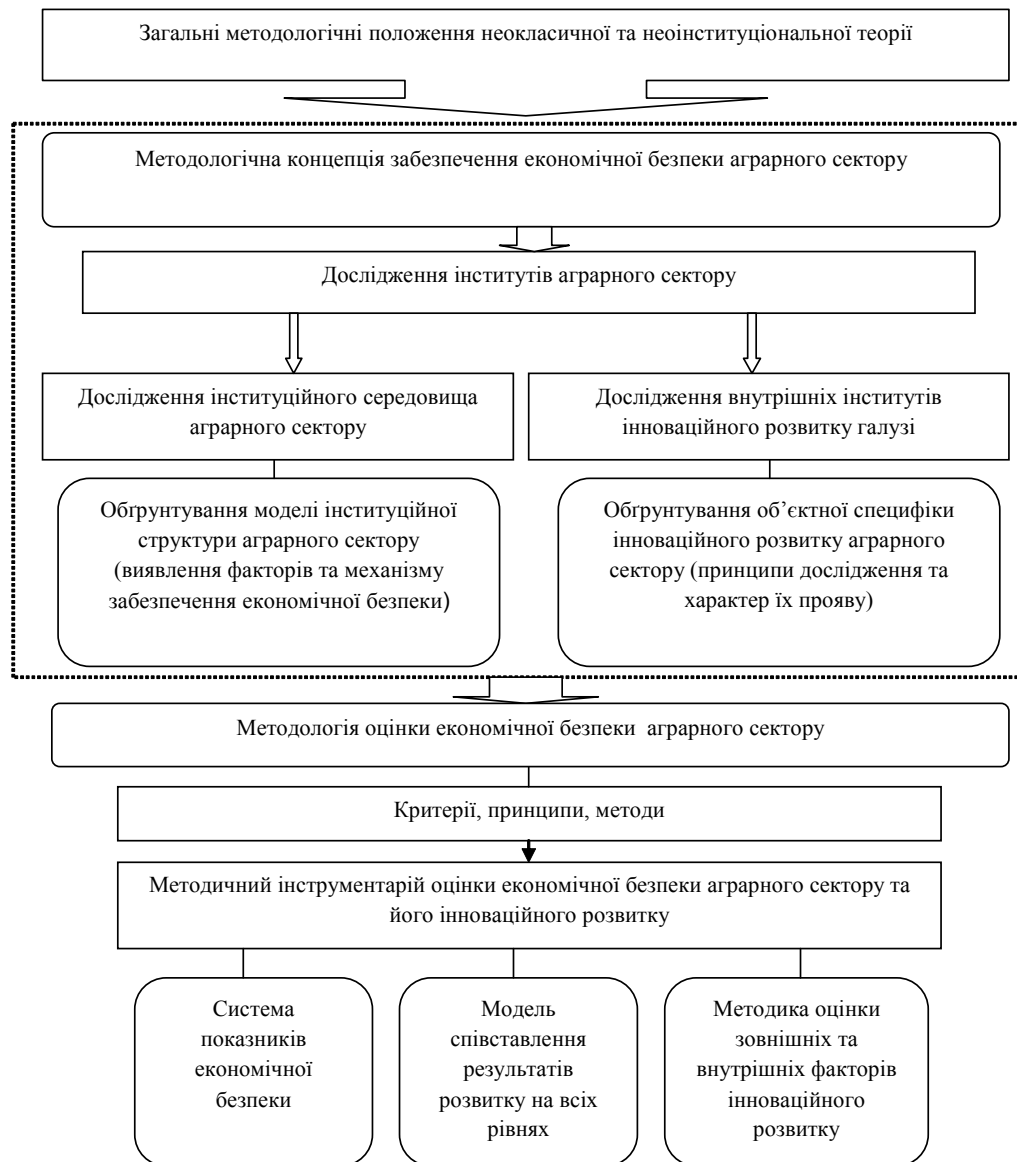 Загальні методологічні положення неокласичної та неоінституціональної теорії
Методологічна концепція забезпечення економічної безпеки аграрного сектору
Дослідження інститутів аграрного сектору
Дослідження інституційного середовища
аграрного сектору
Дослідження внутрішніх інститутів
інноваційного розвитку галузі
Обґрунтування моделі інституційної
структури аграрного сектору
(виявлення факторів та механізму
забезпечення економічної безпеки)
Обґрунтування об’єктної специфіки
інноваційного розвитку аграрного
сектору (принципи дослідження та
характер їх прояву)
Методологія оцінки економічної безпеки аграрного сектору
Критерії, принципи, методи
Методичний інструментарій оцінки економічної безпеки аграрного сектору та
його інноваційного розвитку
Система
показників
економічної
безпеки
Модель
співставлення
результатів
розвитку на всіх
рівнях
Методика оцінки
зовнішніх та
внутрішніх факторів
інноваційного
розвитку